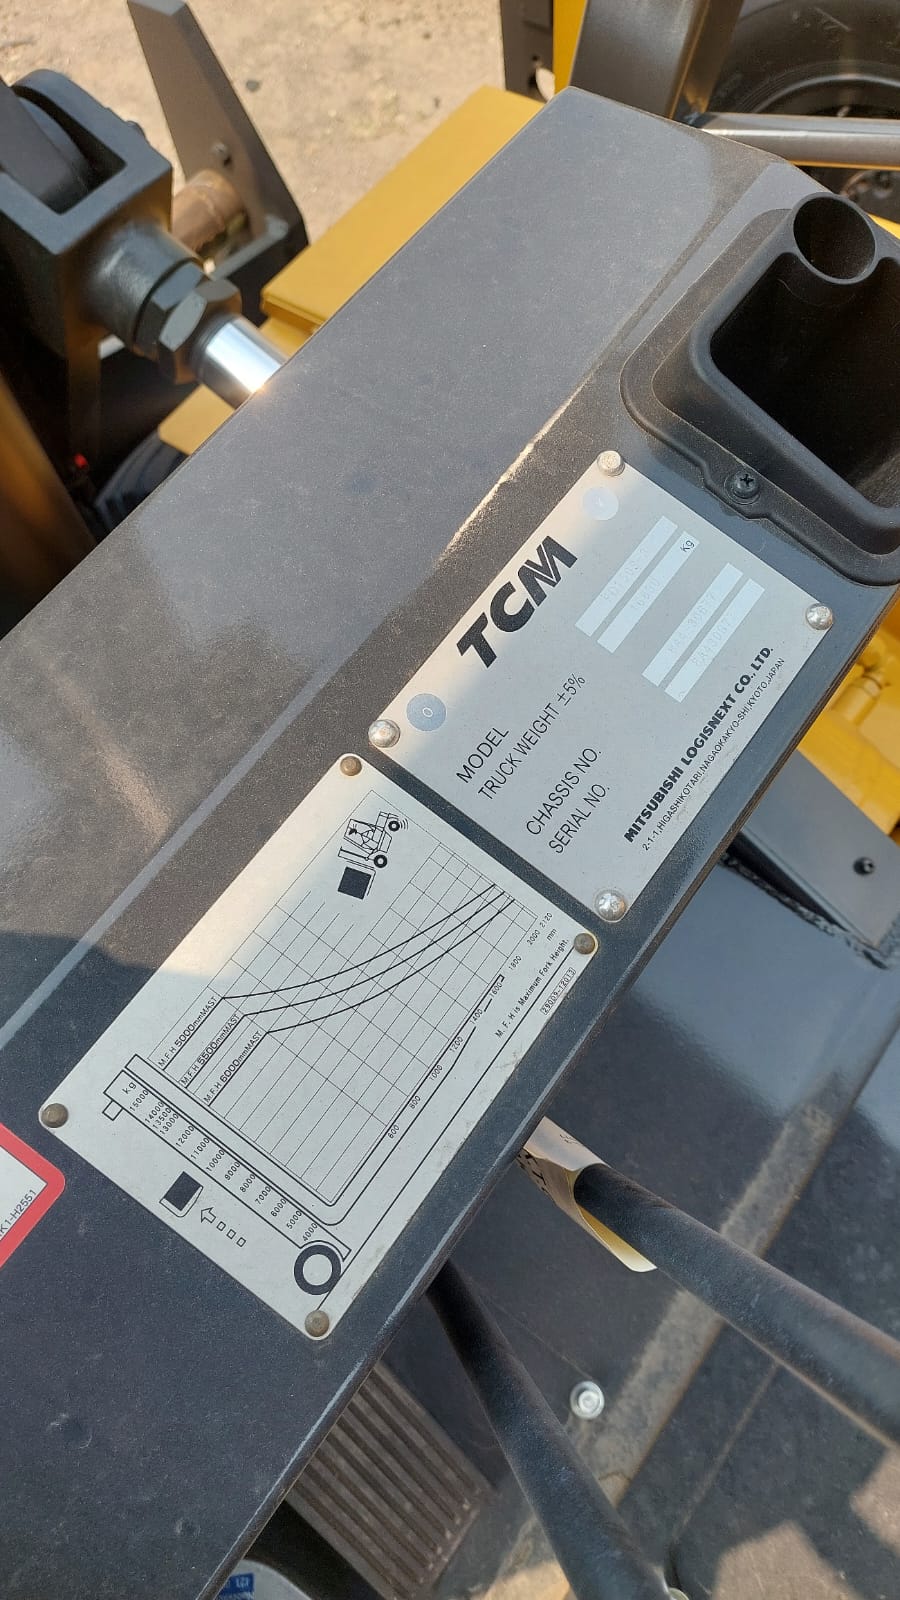 TCM
MODEL
TRUCK WEIGHT ±5%
Kg
CHASSIS NO.
SERIAL NO.
MITSUBISHI LOGISNEXT CO., LTD.
2-1-1,HIGASHIKOTARI,NAGAOKAKYO-SHI,KYOTO,JAPAN
M.F.H 5000mmMAST
M.F.H 5500mmMAST
M.F.H 6000mmMAST
kg
15000
14000
13500
13000
12000
11000
10000
9000
8000
7000
6000
5000
4000
600
800
1000
1200
1400
1600
1800
2000 2120
mm
M. F. H is Maximum Fork Height.
K1-H2551